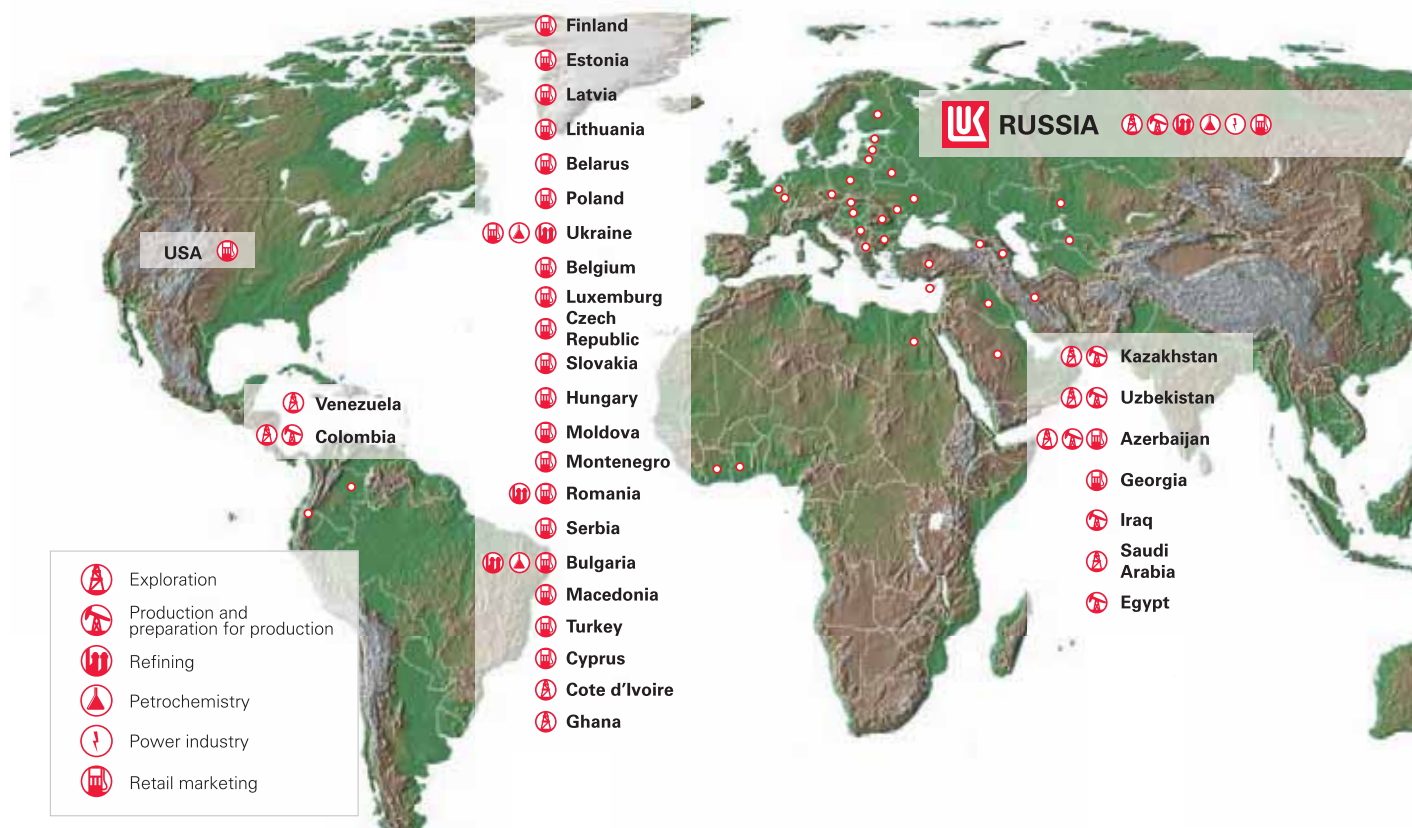 Finland
Estonia
Latvia
Lithuania
Belarus
Poland
Ukraine
Belgium
Luxemburg
Czech
Republic
Slovakia
Hungary
Moldova
Montenegro
Romania
Serbia
Bulgaria
Macedonia
Turkey
Cyprus
Cote d'Ivoire
Ghana
LUK RUSSIA
USA
Venezuela
Colombia
Kazakhstan
Uzbekistan
Azerbaijan
Georgia
Iraq
Saudi
Arabia
Egypt
Exploration
Production and
preparation for production
Refining
Petrochemistry
Power industry
Retail marketing